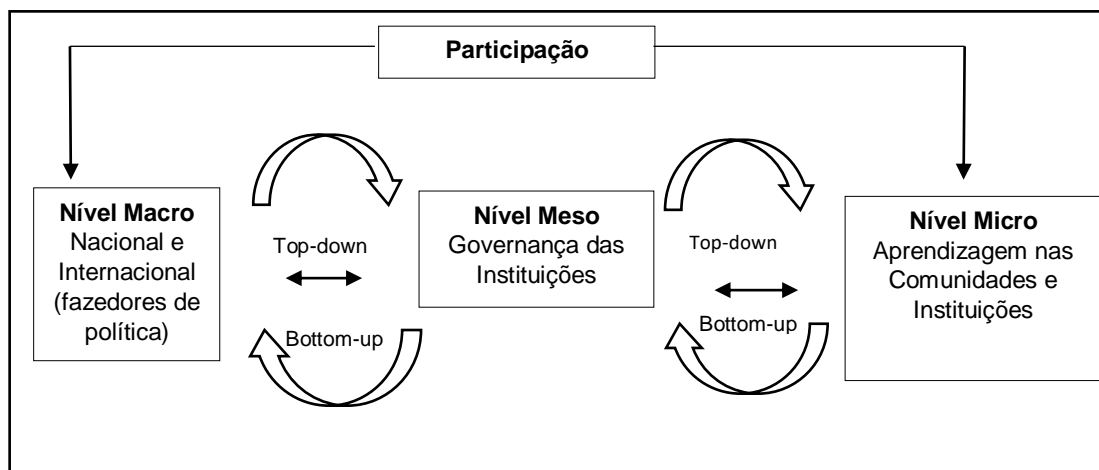 Participação
Nível Macro
Nacional e
Internacional
(fazedores de
política)
Top-down
Bottom-up
Nível Meso
Governança das
Instituições
Top-down
Bottom-up
Nível Micro
Aprendizagem nas
Comunidades e
Instituições